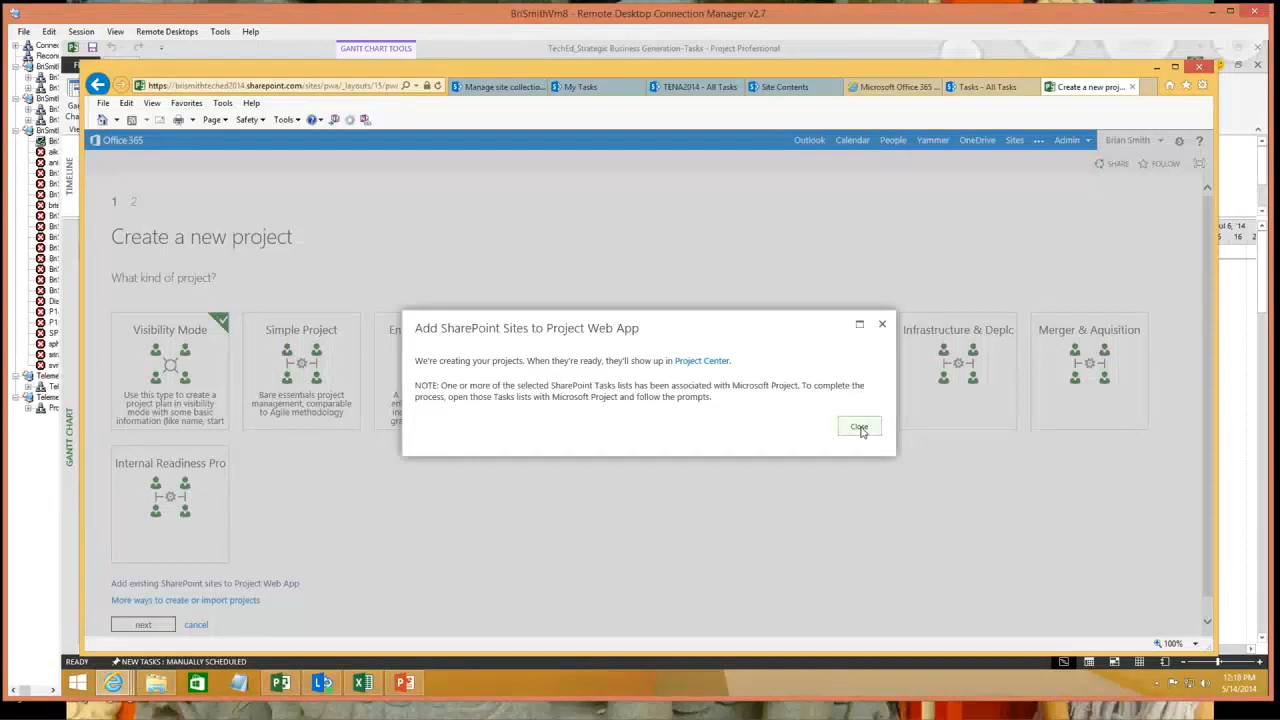 BriSmithVm8 - Remote Desktop Connection Manager v2.7
File Edit Session View Remote Desktops Tools Help
GANTT CHART TOOLS
TechEd_Strategic Business Generation-Tasks - Project Professional
https://brismithteched2014.sharepoint.com/sites/pwa/_layouts/15/pwa/
Manage site collectio...
My Tasks
TENA2014 - All Tasks
Site Contents
Microsoft Office 365 ...
Tasks - All Tasks
Create a new proj...
File Edit View Favorites Tools Help
Page Safety Tools
Office 365
Outlook Calendar People Yammer OneDrive Sites ... Admin Brian Smith ?
SHARE FOLLOW
TIMELINE
GANTT CHART
1 2
Create a new project
What kind of project?
Visibility Mode
Use this type to create a
project plan in visibility
mode with some basic
information (like name, start
Simple Project
Bare essentials project
management, comparable
to Agile methodology
Infrastructure & Deplc
Merger & Aquisition
Internal Readiness Pro
Add SharePoint Sites to Project Web App
We're creating your projects. When they're ready, they'll show up in Project Center.
NOTE: One or more of the selected SharePoint Tasks lists has been associated with Microsoft Project. To complete the
process, open those Tasks lists with Microsoft Project and follow the prompts.
Close
Add existing SharePoint sites to Project Web App
More ways to create or import projects
next cancel
100%
READY NEW TASKS : MANUALLY SCHEDULED
12:18 PM
5/14/2014